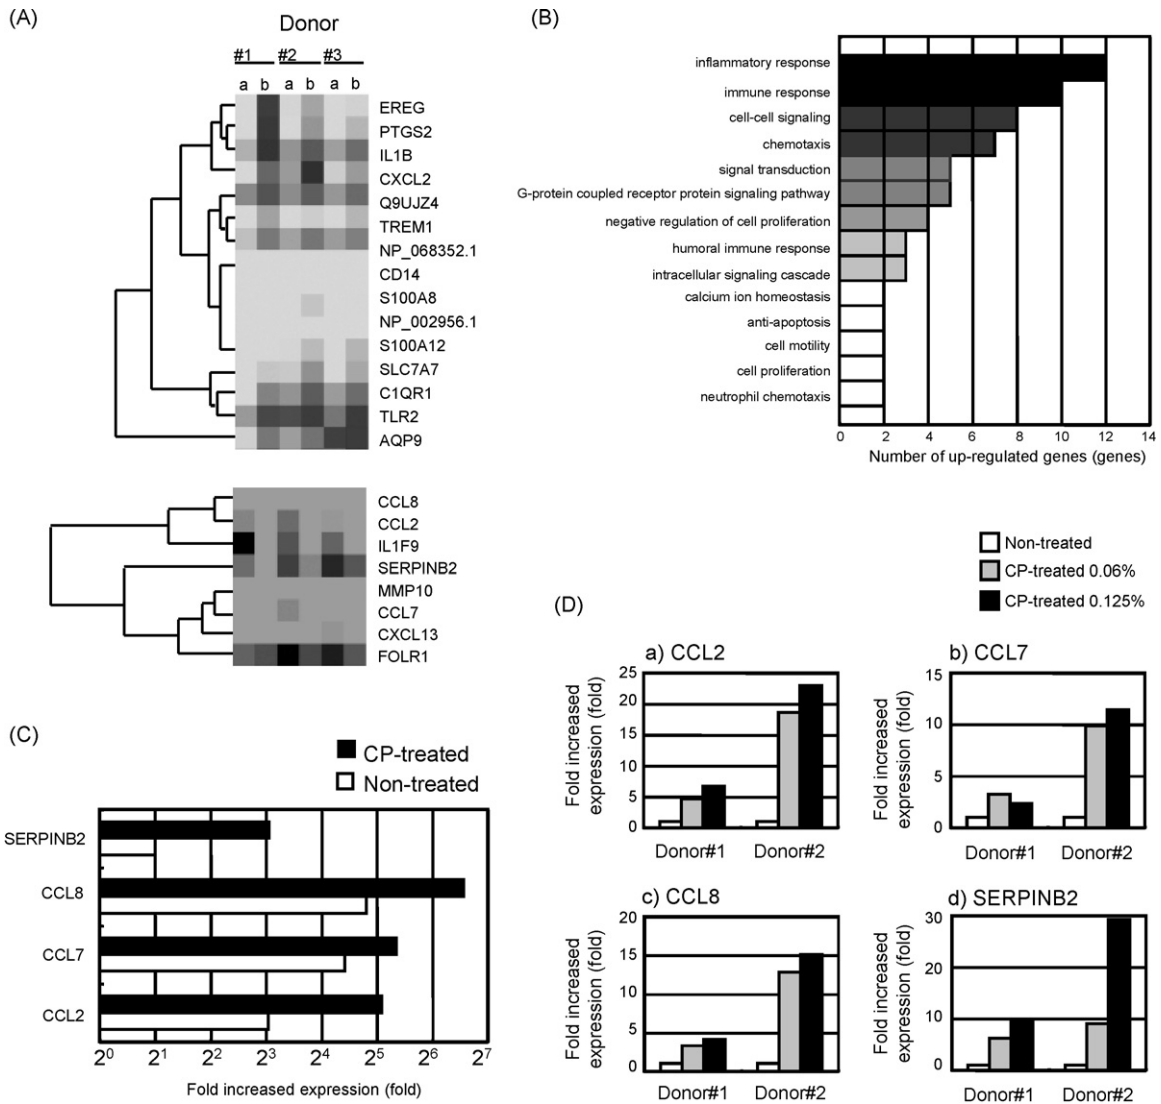 (A)
Donor
#1 #2 #3
a b a b a b
EREG
PTGS2
IL1B
CXCL2
Q9UJZ4
TREM1
NP_068352.1
CD14
S100A8
NP_002956.1
S100A12
SLC7A7
C1QR1
TLR2
AQP9
CCL8
CCL2
IL1F9
SERPINB2
MMP10
CCL7
CXCL13
FOLR1
(B)
inflammatory response
immune response
cell-cell signaling
chemotaxis
signal transduction
G-protein coupled receptor protein signaling pathway
negative regulation of cell proliferation
humoral immune response
intracellular signaling cascade
calcium ion homeostasis
anti-apoptosis
cell motility
cell proliferation
neutrophil chemotaxis
0 2 4 6 8 10 12 14
Number of up-regulated genes (genes)
(C)
CP-treated
Non-treated
SERPINB2
CCL8
CCL7
CCL2
2⁰ 2¹ 2² 2³ 2⁴ 2⁵ 2⁶ 2⁷
Fold increased expression (fold)
Non-treated
CP-treated 0.06%
CP-treated 0.125%
(D)
a) CCL2
Fold increased
expression (fold)
25
20
15
10
5
0
Donor#1 Donor#2
b) CCL7
Fold increased
expression (fold)
15
10
5
0
Donor#1 Donor#2
c) CCL8
Fold increased
expression (fold)
20
15
10
5
0
Donor#1 Donor#2
d) SERPINB2
Fold increased
expression (fold)
30
20
10
0
Donor#1 Donor#2